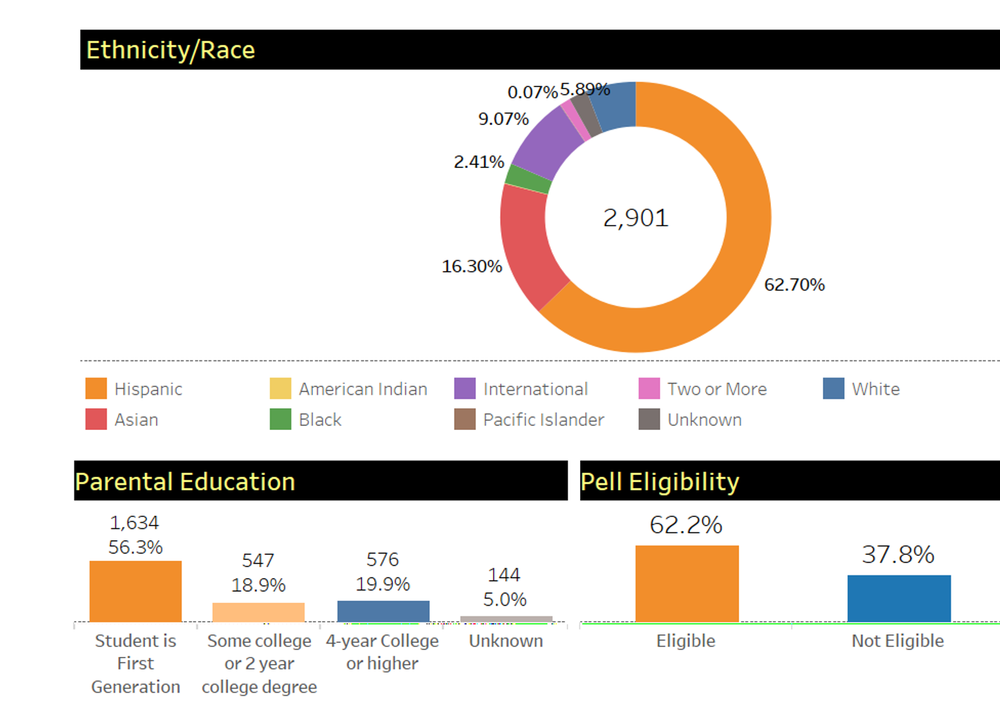 Ethnicity/Race
0.07% 5.89%
9.07%
2.41%
2,901
16.30%
62.70%
Hispanic American Indian International Two or More White
Asian Black Pacific Islander Unknown
Parental Education
1,634
56.3%
547
18.9%
576
19.9%
144
5.0%
Student is
First
Generation
Some college
or 2 year
college degree
4-year College
or higher
Unknown
Pell Eligibility
62.2%
37.8%
Eligible
Not Eligible